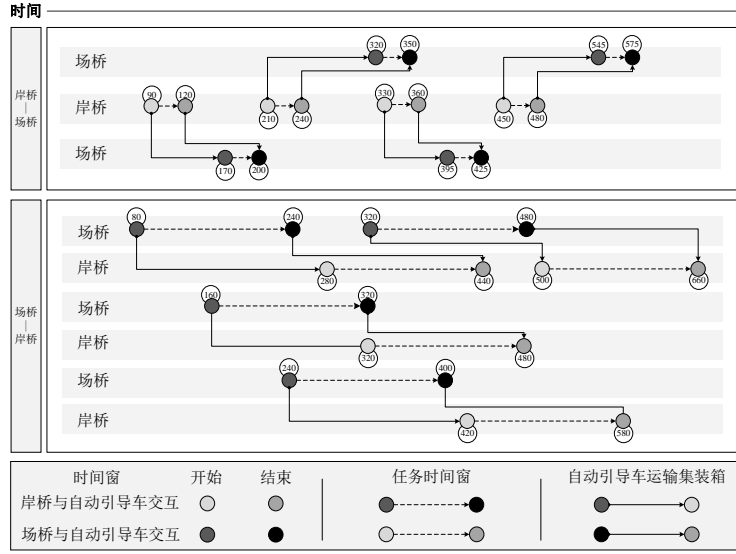 时间
320 350 545 575
场桥
90 120 330 360
岸桥
210 240 450 480
场桥
170 200 395 425
岸桥
|
场桥
80 240 320 480
场桥
岸桥
280 440 500 660
160 320
场桥
岸桥
320 480
240 400
场桥
岸桥
420 580
场桥
|
岸桥
时间窗 开始 结束 任务时间窗 自动引导车运输集装箱
岸桥与自动引导车交互
场桥与自动引导车交互